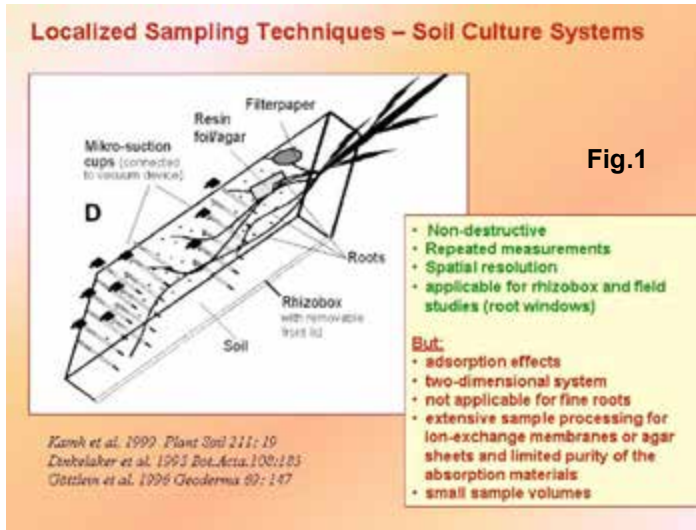 Localized Sampling Techniques – Soil Culture Systems
Filterpaper
Resin
foil/agar
Mikro-suction
cups (connected
to vacuum device)
Fig.1
D
Roots
Rhizobox
with removable
front lid
Soil
• Non-destructive
• Repeated measurements
• Spatial resolution
• applicable for rhizobox and field
studies (root windows)
But:
• adsorption effects
• two-dimensional system
• not applicable for fine roots
• extensive sample processing for
ion-exchange membranes or agar
sheets and limited purity of the
absorption materials
• small sample volumes
et al. 1999 Plant Soil 211: 19
Dinkelaker et al. 1993 Bot.Acta.108:183
Göttlein et al. 1996 Geoderma 69: 147